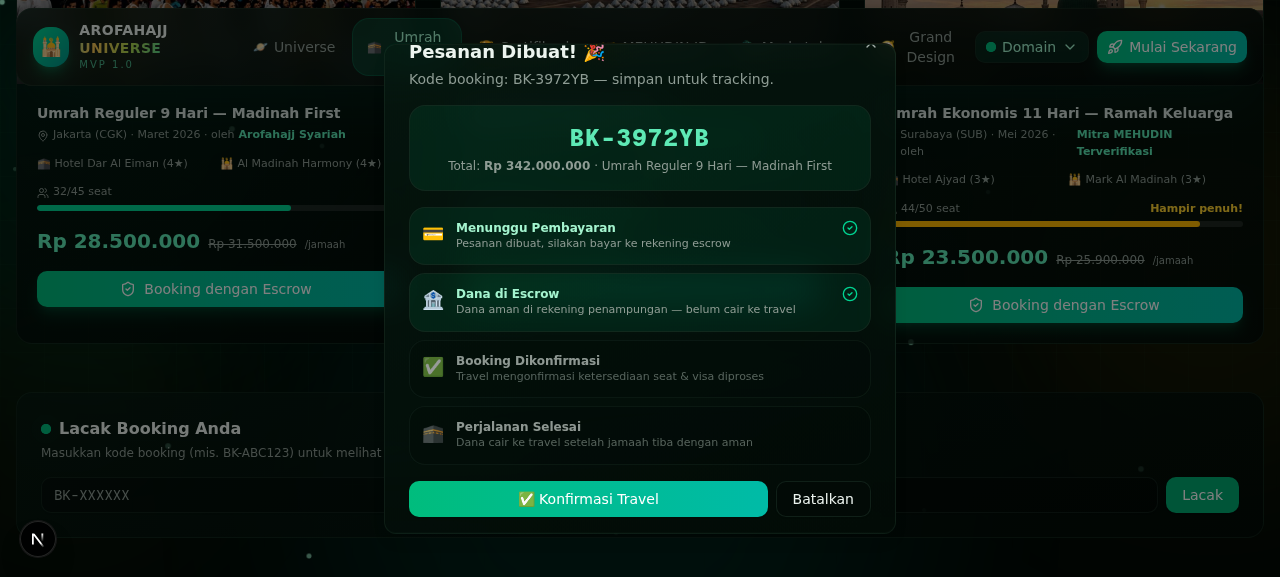 AROFAHAJJ
UNIVERSE
MVP 1.0
Universe
Umrah
Grand
Design
Domain
Mulai Sekarang
Pesanan Dibuat! 🎉
Kode booking: BK-3972YB — simpan untuk tracking.
BK-3972YB
Total: Rp 342.000.000 · Umrah Reguler 9 Hari — Madinah First
Menunggu Pembayaran
Pesanan dibuat, silakan bayar ke rekening escrow
Dana di Escrow
Dana aman di rekening penampungan — belum cair ke travel
Booking Dikonfirmasi
Travel mengonfirmasi ketersediaan seat & visa diproses
Perjalanan Selesai
Dana cair ke travel setelah jamaah tiba dengan aman
✅ Konfirmasi Travel
Batalkan
Umrah Reguler 9 Hari — Madinah First
Jakarta (CGK) · Maret 2026 · oleh Arofahajj Syariah
Hotel Dar Al Eiman (4★)
Al Madinah Harmony (4★)
32/45 seat
Rp 28.500.000 Rp 31.500.000 /jamaah
Booking dengan Escrow
mrah Ekonomis 11 Hari — Ramah Keluarga
Surabaya (SUB) · Mei 2026 ·
oleh
Mitra MEHUDIN
Terverifikasi
Hotel Ajyad (3★)
Mark Al Madinah (3★)
44/50 seat
Hampir penuh!
Rp 23.500.000 Rp 25.900.000 /jamaah
Booking dengan Escrow
Lacak Booking Anda
Masukkan kode booking (mis. BK-ABC123) untuk melihat
BK-XXXXXX
Lacak
N